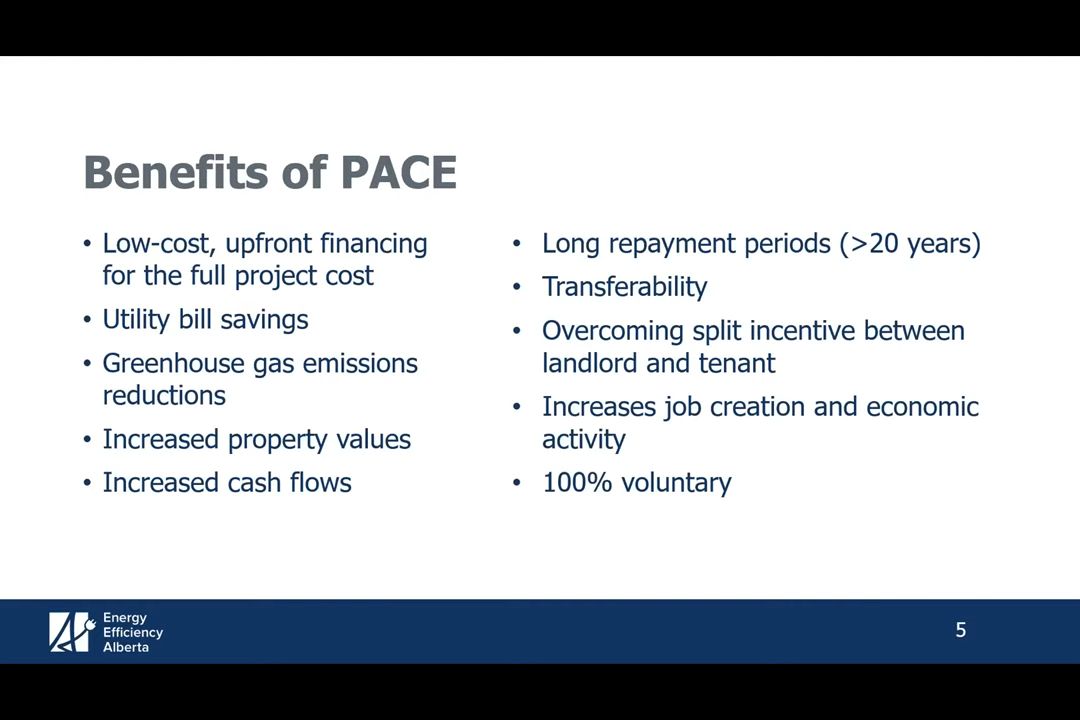 Benefits of PACE
• Low-cost, upfront financing
for the full project cost
• Utility bill savings
• Greenhouse gas emissions
reductions
• Increased property values
• Increased cash flows
• Long repayment periods (>20 years)
• Transferability
• Overcoming split incentive between
landlord and tenant
• Increases job creation and economic
activity
• 100% voluntary
Energy
Efficiency
Alberta
5